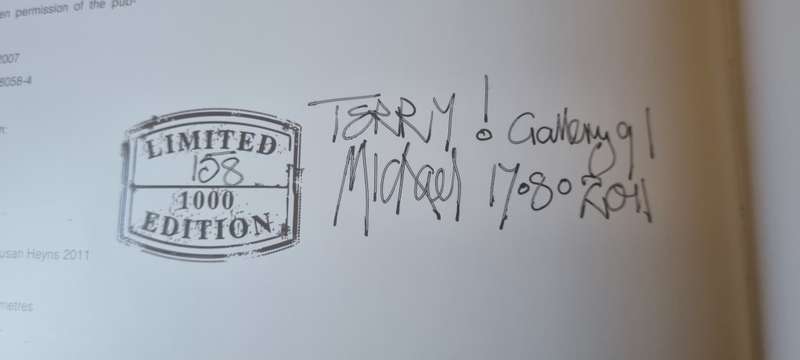 en permission of the pub-
2007
8058-4
n:
usan Heyns 2011
metres
LIMITED
158
1000
EDITION
TERRY! Gallery 91
Michael 17.8.2011